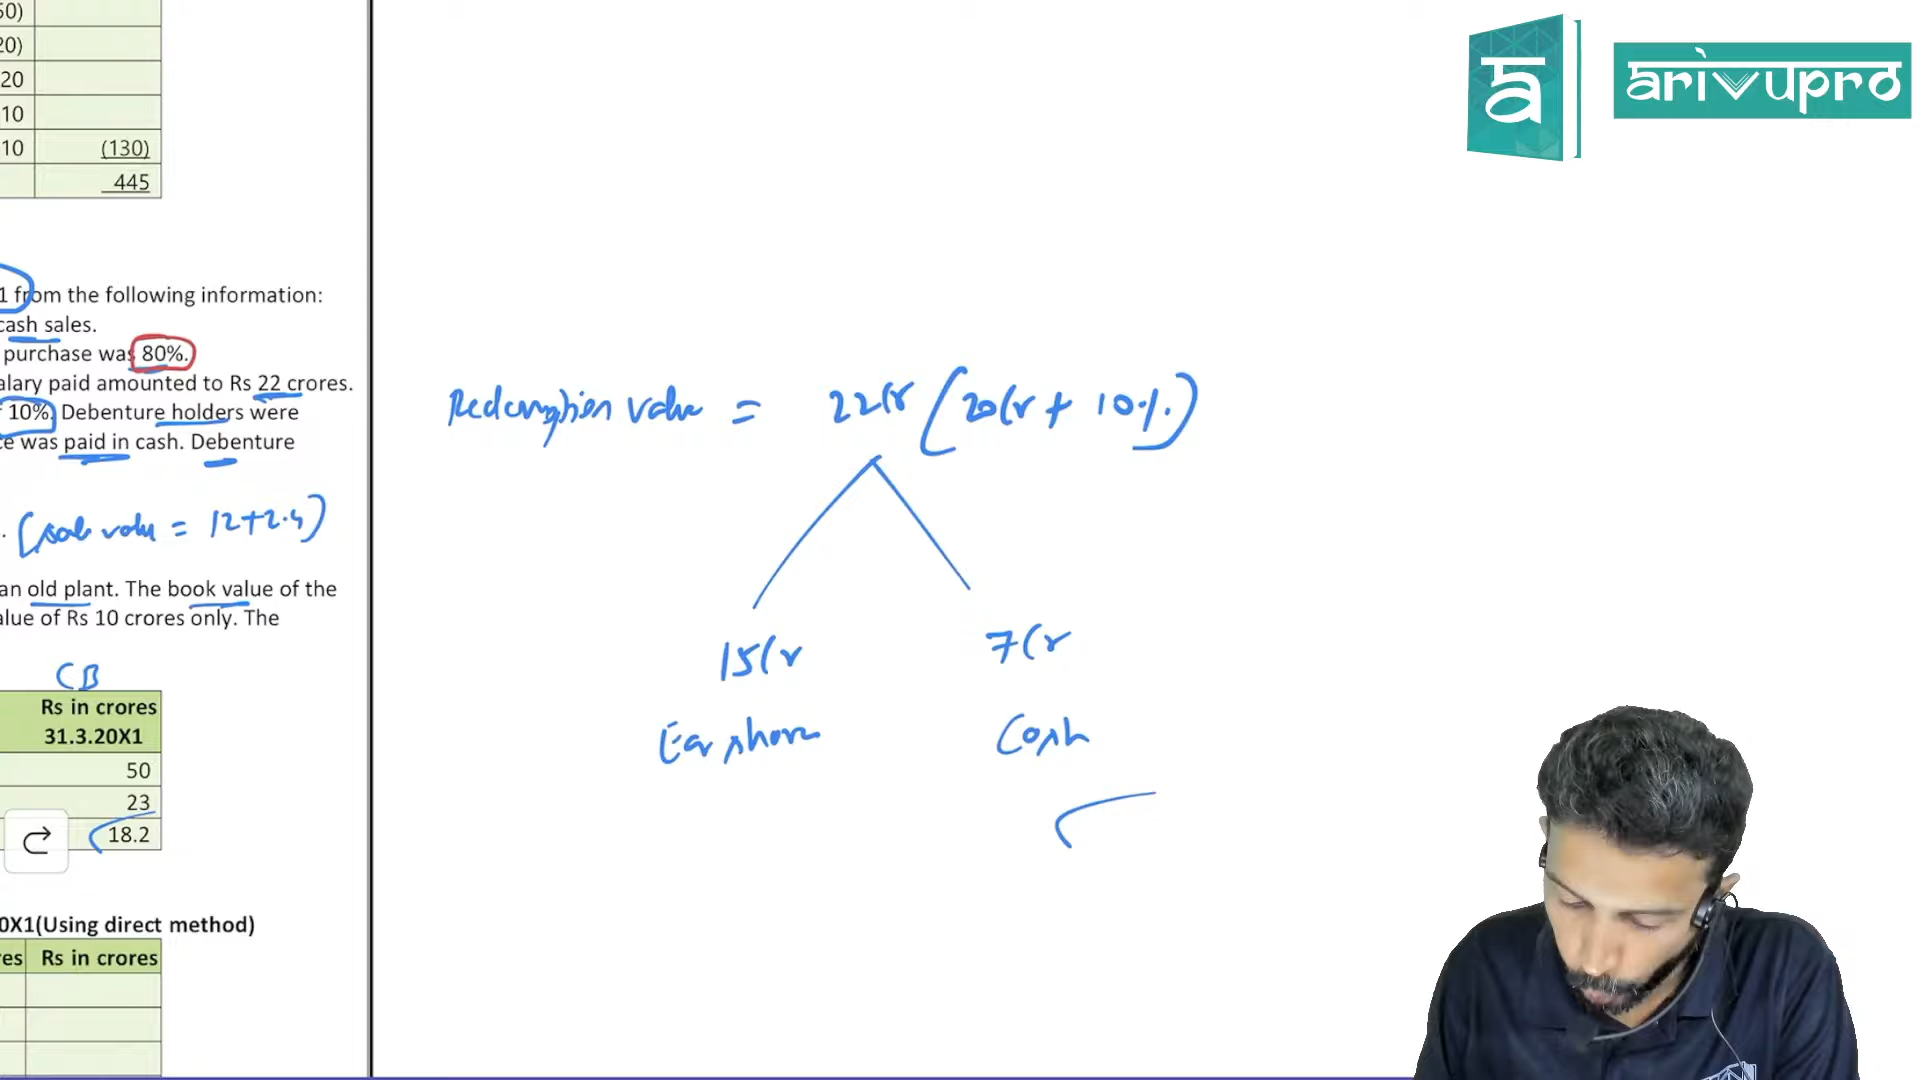 50)
20)
20
10
10 (130)
445
1 from the following information:
cash sales.
purchase was 80%.
alary paid amounted to Rs 22 crores.
10%. Debenture holders were
ce was paid in cash. Debenture
. (sale value = 12+2.4)
an old plant. The book value of the
alue of Rs 10 crores only. The
CB
Rs in crores
31.3.20X1
50
23
18.2
0X1(Using direct method)
es Rs in crores
Redemption value = 22Cr (20Cr + 10%)
15Cr 7Cr
Eq share Cash
a arivupro